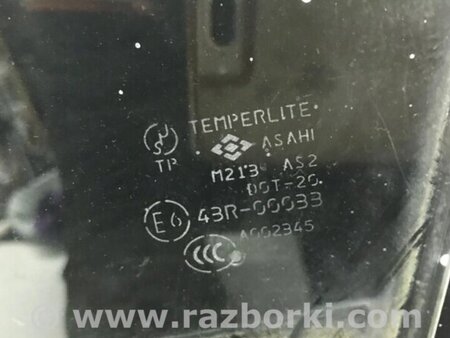 TEMPERLITE
ASAHI
TP
M213 AS2
DOT-20
E6 43R-00033
A002345
CCC
www.razborki.com